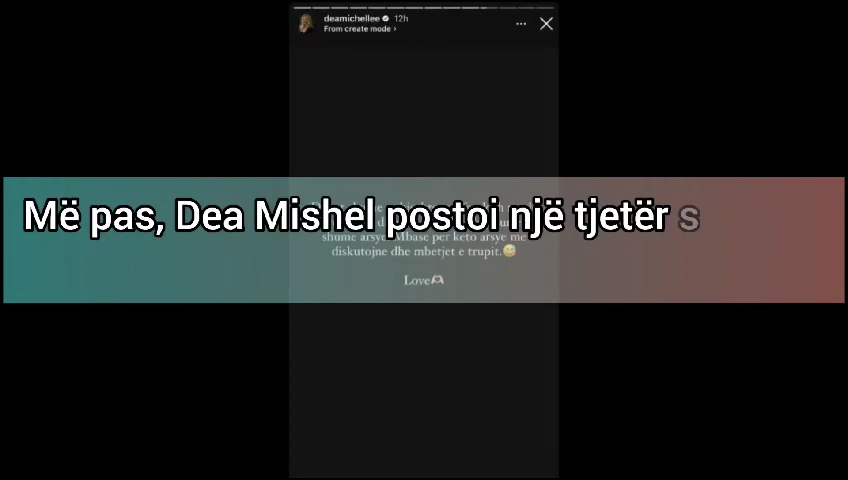 deamichellee 12h
From create mode >
Më pas, Dea Mishel postoi një tjetër s
shume arsye. Mbase per keto arsye me
diskutojne dhe mbetjet e trupit.😅
Love🫶